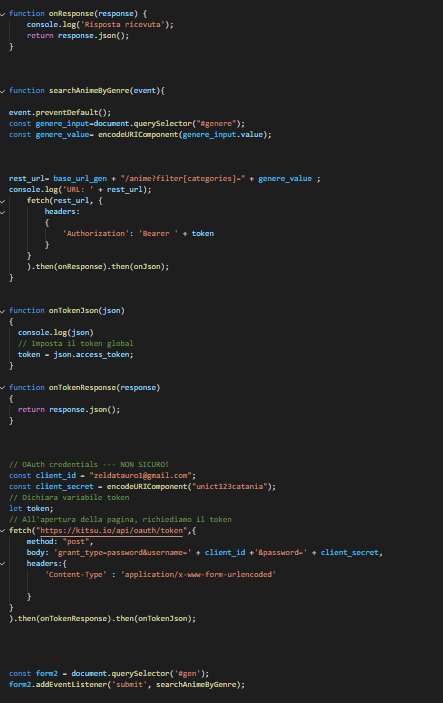 function onResponse(response) {
console.log('Risposta ricevuta');
return response.json();
}
function searchAnimeByGenre(event){
event.preventDefault();
const genere_input=document.querySelector("#genere");
const genere_value= encodeURIComponent(genere_input.value);
rest_url= base_url_gen + "/anime?filter[categories]=" + genere_value ;
console.log('URL: ' + rest_url);
fetch(rest_url, {
headers:
{
'Authorization': 'Bearer ' + token
}
}
).then(onResponse).then(onJson);
}
function onTokenJson(json)
{
console.log(json)
// Imposta il token global
token = json.access_token;
}
function onTokenResponse(response)
{
return response.json();
}
// OAuth credentials --- NON SICURO!
const client_id = "zeldatauro1@gmail.com";
const client_secret = encodeURIComponent("unict123catania");
// Dichiara variabile token
let token;
// All'apertura della pagina, richiediamo il token
fetch("https://kitsu.io/api/oauth/token",{
method: "post",
body: 'grant_type=password&username=' + client_id +'&password=' + client_secret,
headers:{
'Content-Type' : 'application/x-www-form-urlencoded'
}
}
).then(onTokenResponse).then(onTokenJson);
const form2 = document.querySelector('#gen');
form2.addEventListener('submit', searchAnimeByGenre);